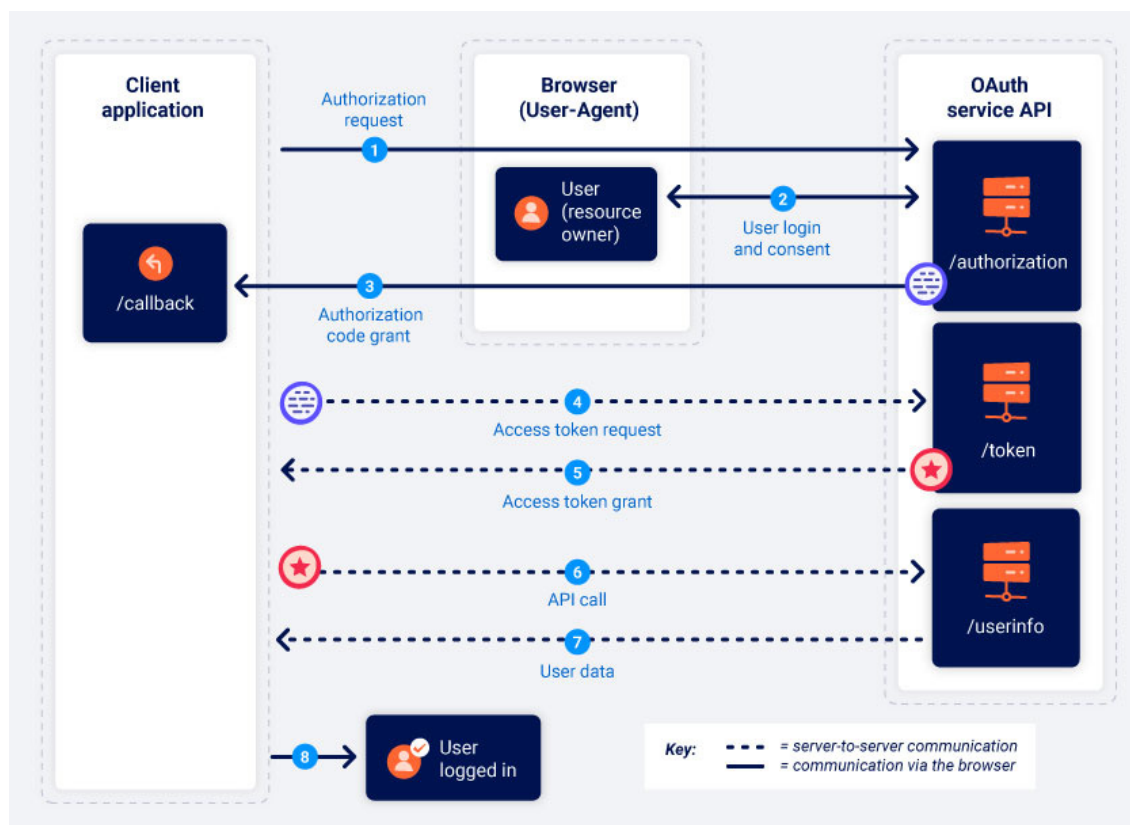 Client
application
Browser
(User-Agent)
OAuth
service API
Authorization
request
1
User
(resource
owner)
2
User login
and consent
/authorization
/callback
3
Authorization
code grant
4
Access token request
/token
5
Access token grant
6
API call
/userinfo
7
User data
8
User
logged in
Key:
= server-to-server communication
= communication via the browser